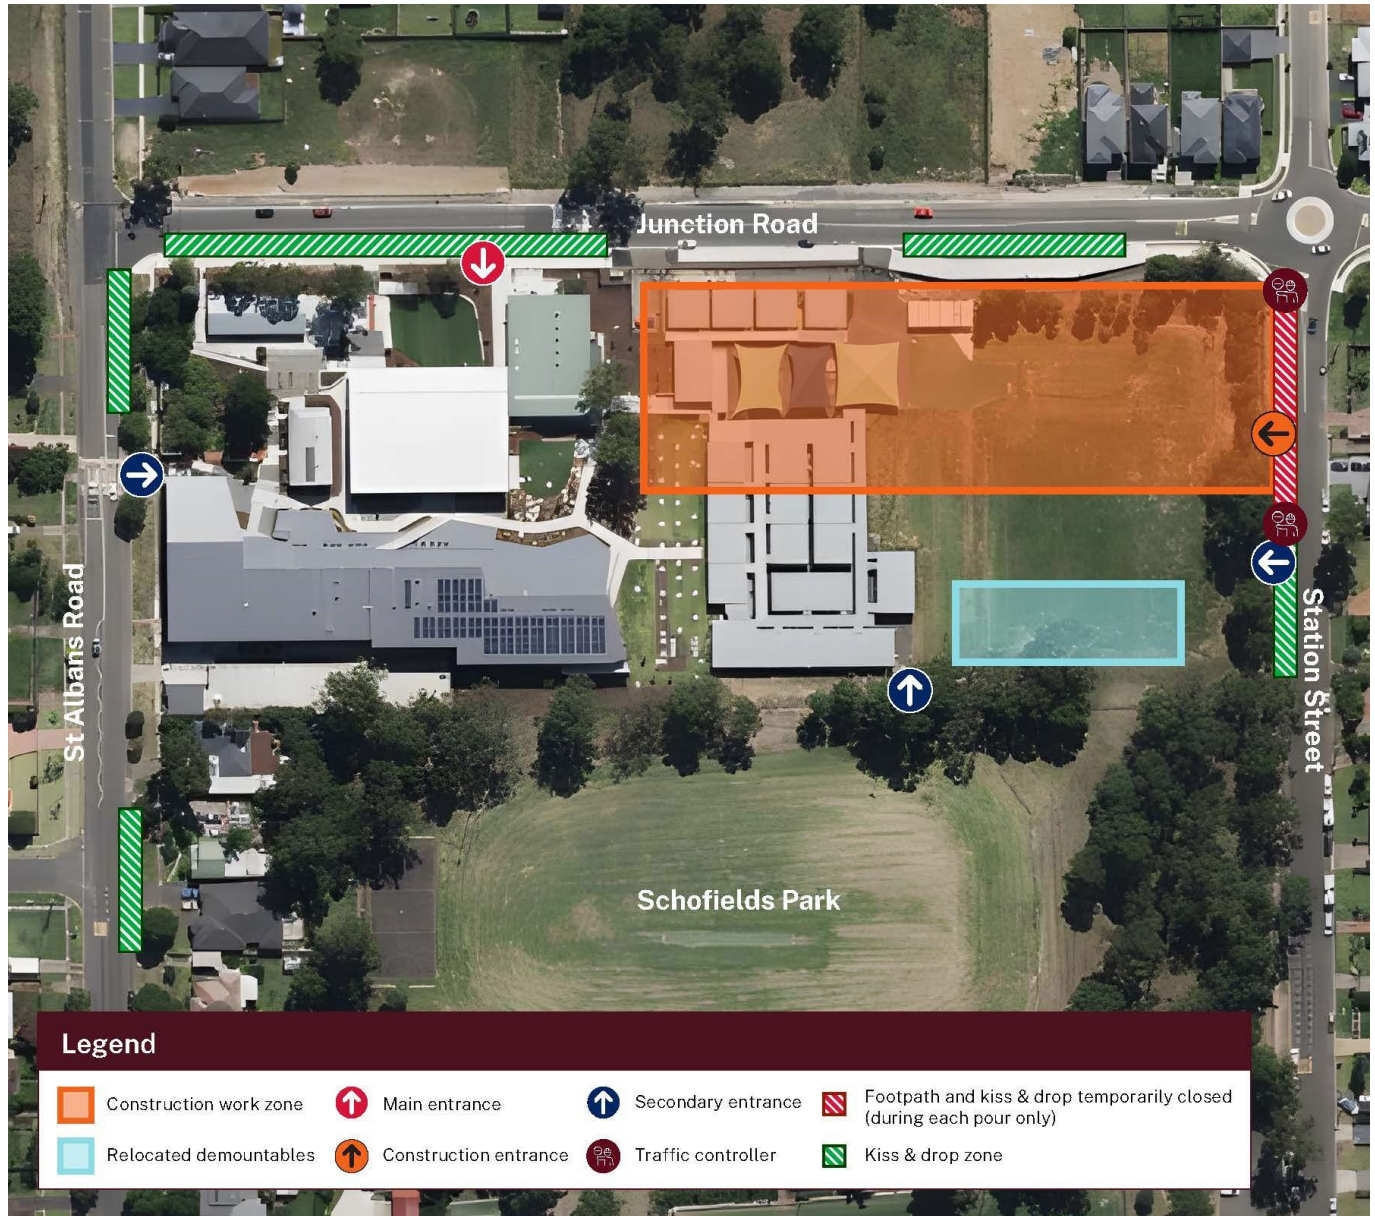 Junction Road
St Albans Road
Station Street
Schofields Park
Legend
Construction work zone
Main entrance
Secondary entrance
Footpath and kiss & drop temporarily closed
(during each pour only)
Relocated demountables
Construction entrance
Traffic controller
Kiss & drop zone